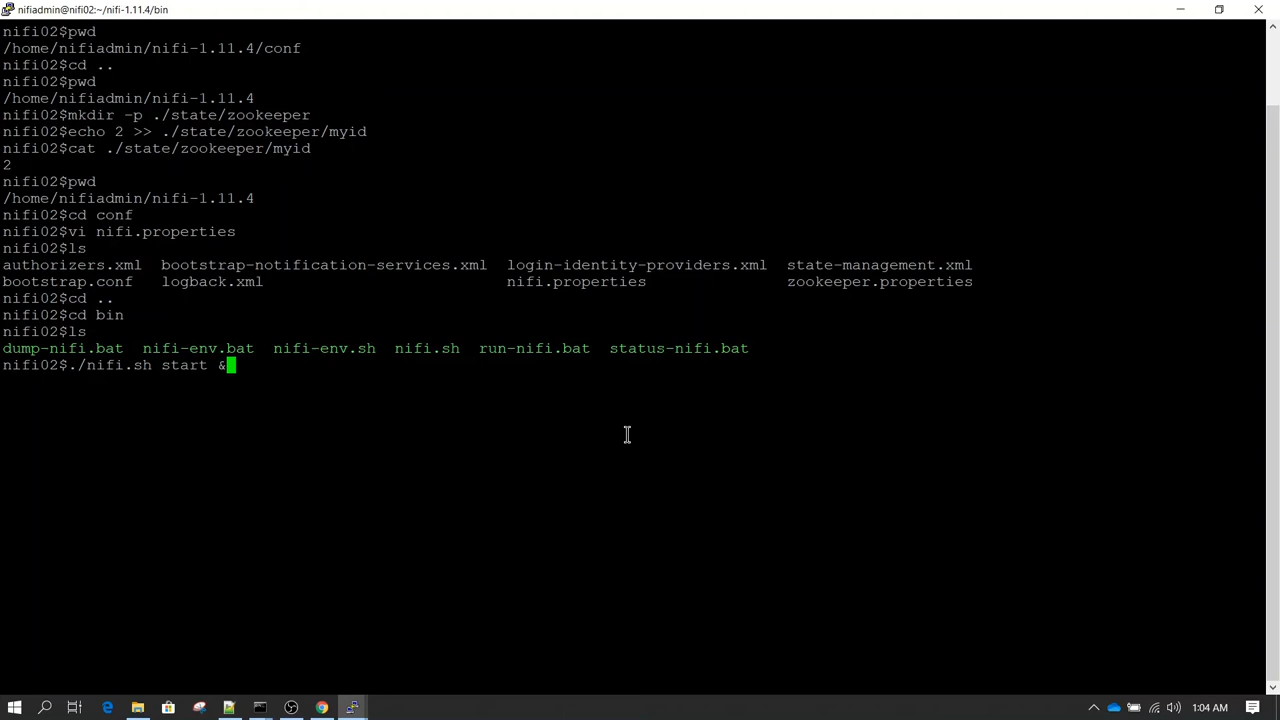 nifiadmin@nifi02:~/nifi-1.11.4/bin
nifi02$pwd
/home/nifiadmin/nifi-1.11.4/conf
nifi02$cd ..
nifi02$pwd
/home/nifiadmin/nifi-1.11.4
nifi02$mkdir -p ./state/zookeeper
nifi02$echo 2 >> ./state/zookeeper/myid
nifi02$cat ./state/zookeeper/myid
2
nifi02$pwd
/home/nifiadmin/nifi-1.11.4
nifi02$cd conf
nifi02$vi nifi.properties
nifi02$ls
authorizers.xml  bootstrap-notification-services.xml  login-identity-providers.xml  state-management.xml
bootstrap.conf   logback.xml                          nifi.properties               zookeeper.properties
nifi02$cd ..
nifi02$cd bin
nifi02$ls
dump-nifi.bat  nifi-env.bat  nifi-env.sh  nifi.sh  run-nifi.bat  status-nifi.bat
nifi02$./nifi.sh start &
1:04 AM